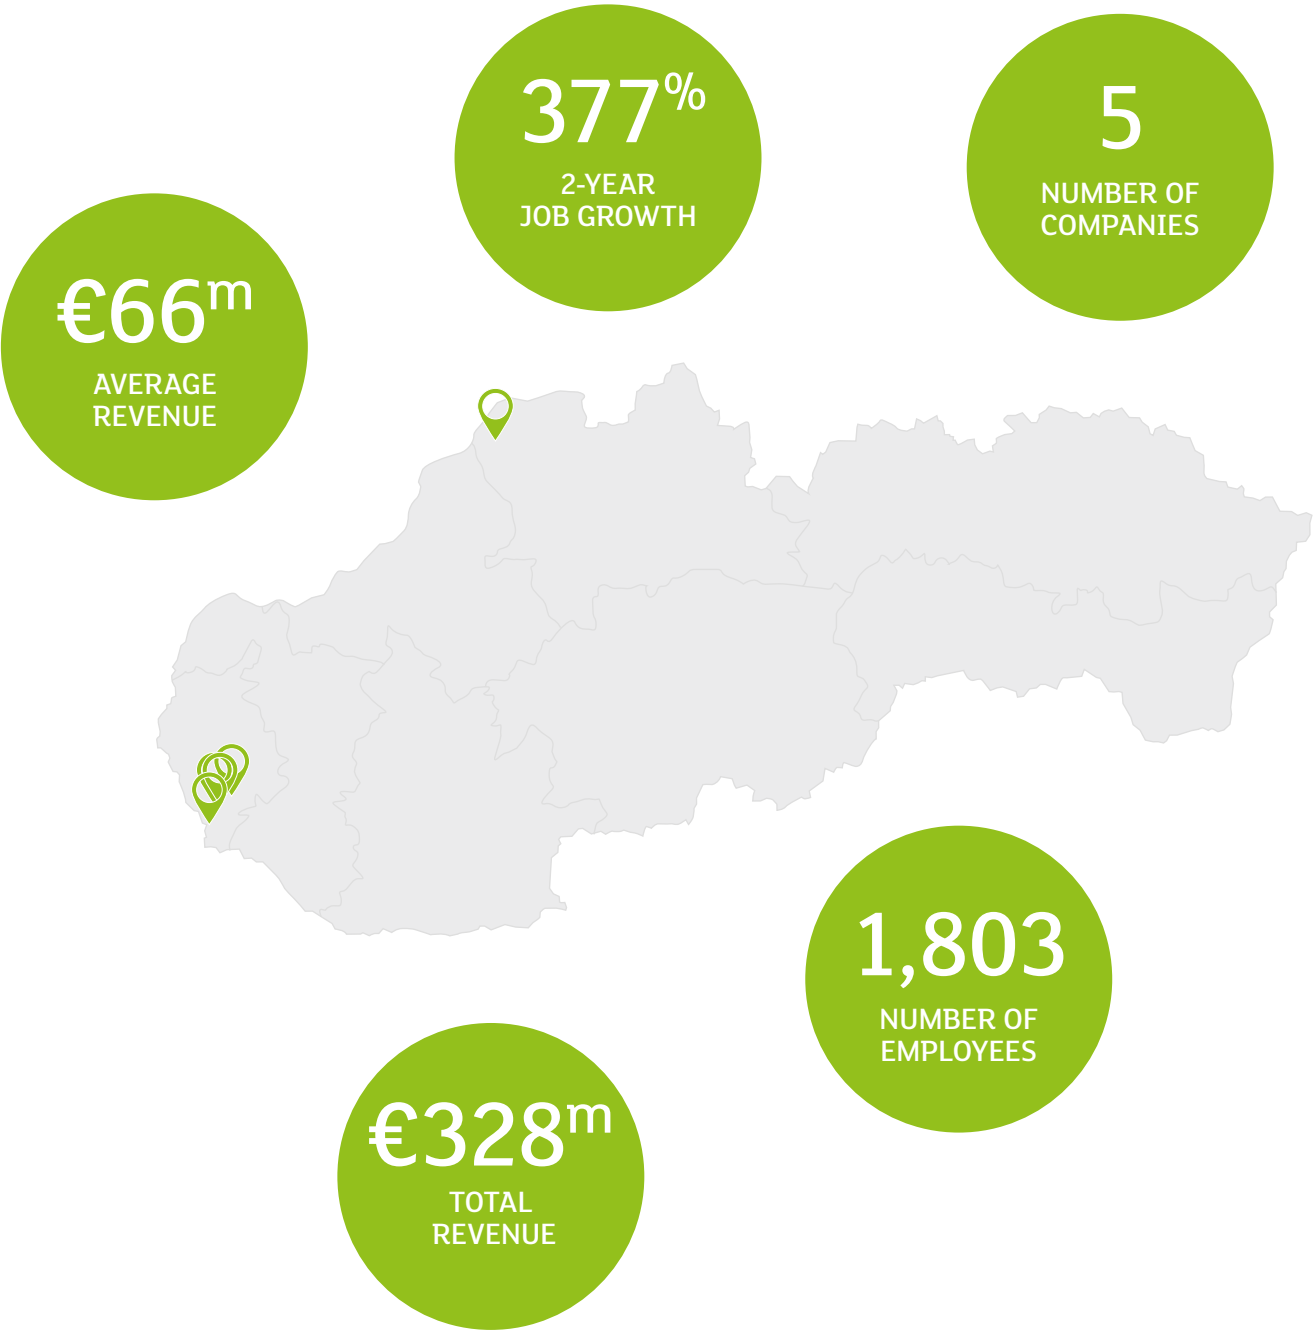 377%
2-YEAR
JOB GROWTH
5
NUMBER OF
COMPANIES
€66m
AVERAGE
REVENUE
1,803
NUMBER OF
EMPLOYEES
€328m
TOTAL
REVENUE